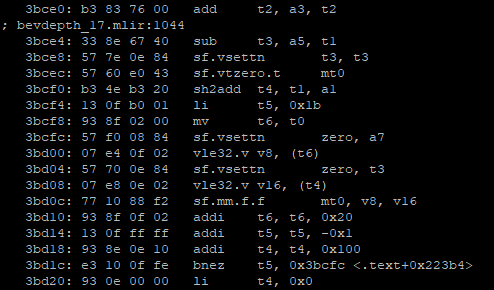 3bce0: b3 83 76 00 add t2, a3, t2
; bevdepth_17.mlir:1044
3bce4: 33 8e 67 40 sub t3, a5, t1
3bce8: 57 7e 0e 84 sf.vsettn t3, t3
3bcec: 57 60 e0 43 sf.vtzero.t mt0
3bcf0: b3 4e b3 20 sh2add t4, t1, a1
3bcf4: 13 0f b0 01 li t5, 0x1b
3bcf8: 93 8f 02 00 mv t6, t0
3bcfc: 57 f0 08 84 sf.vsettn zero, a7
3bd00: 07 e4 0f 02 vle32.v v8, (t6)
3bd04: 57 70 0e 84 sf.vsettn zero, t3
3bd08: 07 e8 0e 02 vle32.v v16, (t4)
3bd0c: 77 10 88 f2 sf.mm.f.f mt0, v8, v16
3bd10: 93 8f 0f 02 addi t6, t6, 0x20
3bd14: 13 0f ff ff addi t5, t5, -0x1
3bd18: 93 8e 0e 10 addi t4, t4, 0x100
3bd1c: e3 10 0f fe bnez t5, 0x3bcfc <.text+0x223b4>
3bd20: 93 0e 00 00 li t4, 0x0